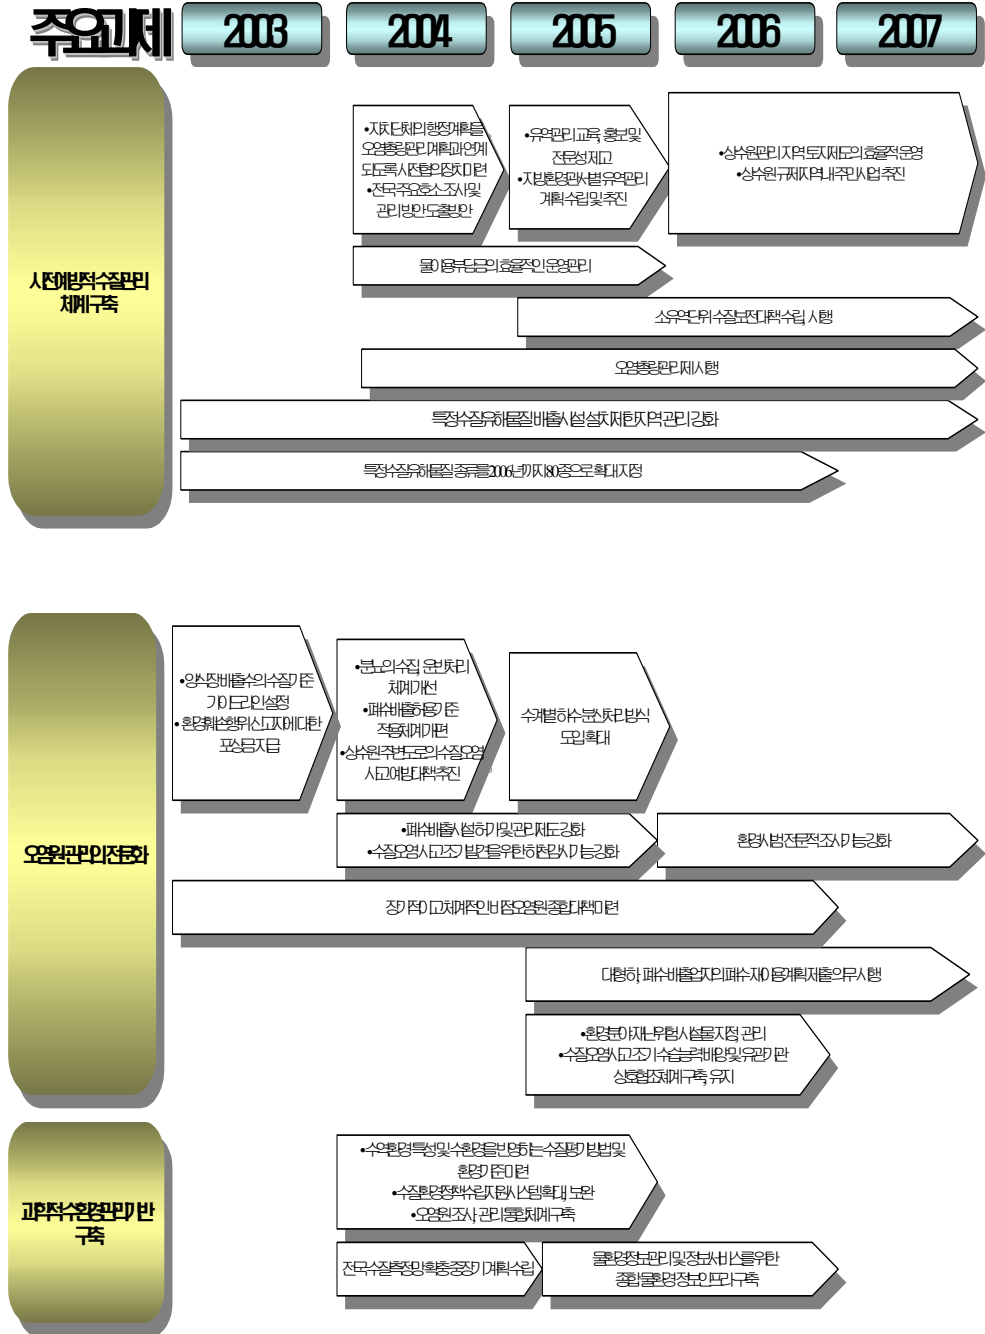 주요과제
2003
2004
2005
2006
2007
사전예방적 수질관리
체계 구축
•자치단체의 행정계획을
오염총량관리계획과 연계
되도록 사전협의장치 마련
•전국 주요호소 조사 및
관리 방안 도출방안
•유역관리 교육, 홍보 및
전문성 제고
•지방환경관서별 유역관리
계획 수립 및 추진
•상수원관리 지역 토지제도의 효율적 운영
•상수원 규제지역내 주민사업 추진
물이용부담금의 효율적인 운영관리
소유역단위 수질보전대책 수립, 시행
오염총량관리제 시행
특정수질유해물질 배출시설 설치제한지역 관리 강화
특정수질유해물질 종류를 2006년까지 80종으로 확대 지정
오염원 관리의 전문화
•양식장 배출수의 수질기준
가이드라인 설정
•환경훼손행위 신고자에 대한
포상금 지급
•분뇨의 수집, 운반처리
체계 개선
•폐수배출허용기준
적용체계 개편
•상수원 주변도로의 수질오염
사고예방대책 추진
수계별 하수 분산처리방식
도입 확대
•폐수배출시설 허가 및 관리제도 강화
•수질오염사고 조기 발견을 위한 하천감시기능 강화
환경사범 전문적 조사기능 강화
장기적이고 체계적인 비점오염원 종합대책 마련
대형 하, 폐수 배출업자의 폐수 재이용계획 제출 의무 시행
•환경분야 재난위험시설물 지정, 관리
•수질오염사고 조기 수습능력 배양 및 유관기관
상호협조체계 구축, 유지
과학적 수환경관리기반
구축
•수역환경 특성 및 수환경을 반영하는 수질평가방법 및
환경기준 마련
•수질환경정책수립지원시스템 확대, 보완
•오염원 조사, 관리 통합체계 구축
전국수질측정망 확충 중장기 계획 수립
물환경정보관리 및 정보서비스를 위한
종합 물환경 정보인프라 구축